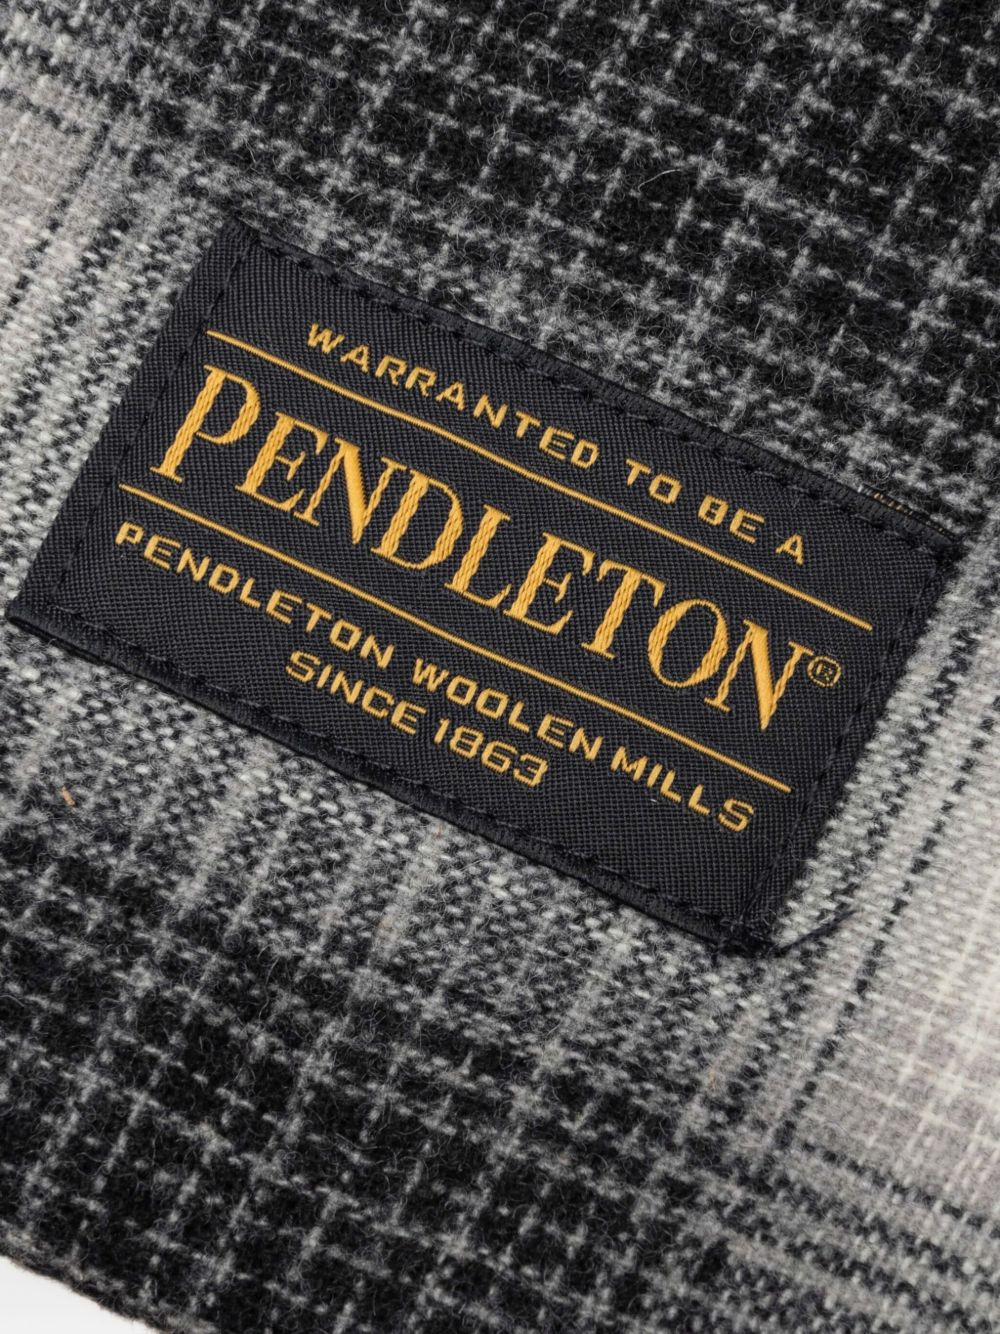 WARRANTED TO BE A
PENDLETON®
PENDLETON WOOLEN MILLS
SINCE 1863